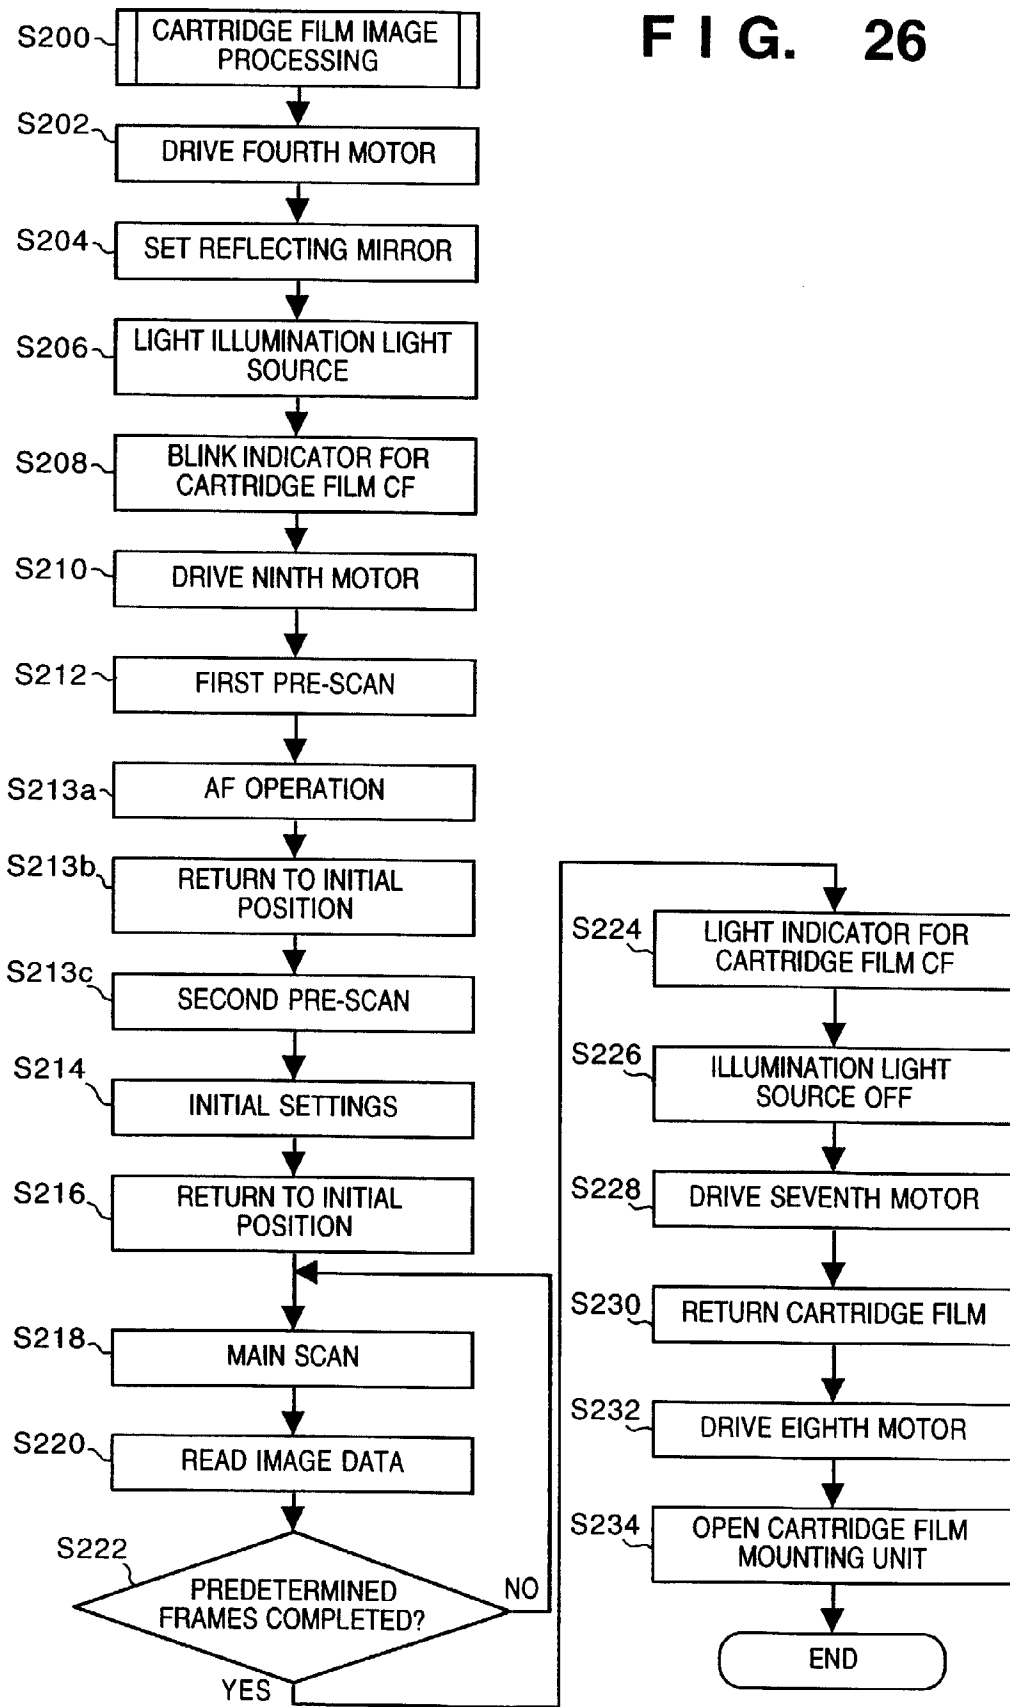 FIG. 26
S200
CARTRIDGE FILM IMAGE
PROCESSING
S202
DRIVE FOURTH MOTOR
S204
SET REFLECTING MIRROR
S206
LIGHT ILLUMINATION LIGHT
SOURCE
S208
BLINK INDICATOR FOR
CARTRIDGE FILM CF
S210
DRIVE NINTH MOTOR
S212
FIRST PRE-SCAN
S213a
AF OPERATION
S213b
RETURN TO INITIAL
POSITION
S213c
SECOND PRE-SCAN
S214
INITIAL SETTINGS
S216
RETURN TO INITIAL
POSITION
S218
MAIN SCAN
S220
READ IMAGE DATA
S222
PREDETERMINED
FRAMES COMPLETED?
NO
YES
S224
LIGHT INDICATOR FOR
CARTRIDGE FILM CF
S226
ILLUMINATION LIGHT
SOURCE OFF
S228
DRIVE SEVENTH MOTOR
S230
RETURN CARTRIDGE FILM
S232
DRIVE EIGHTH MOTOR
S234
OPEN CARTRIDGE FILM
MOUNTING UNIT
END